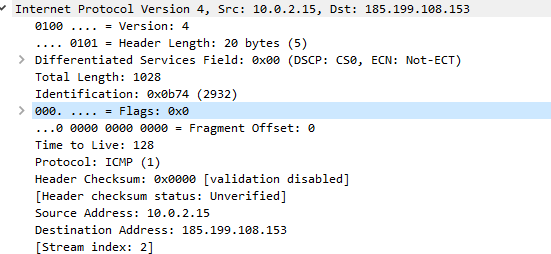 Internet Protocol Version 4, Src: 10.0.2.15, Dst: 185.199.108.153
0100 .... = Version: 4
.... 0101 = Header Length: 20 bytes (5)
Differentiated Services Field: 0x00 (DSCP: CS0, ECN: Not-ECT)
Total Length: 1028
Identification: 0x0b74 (2932)
000. .... = Flags: 0x0
...0 0000 0000 0000 = Fragment Offset: 0
Time to Live: 128
Protocol: ICMP (1)
Header Checksum: 0x0000 [validation disabled]
[Header checksum status: Unverified]
Source Address: 10.0.2.15
Destination Address: 185.199.108.153
[Stream index: 2]